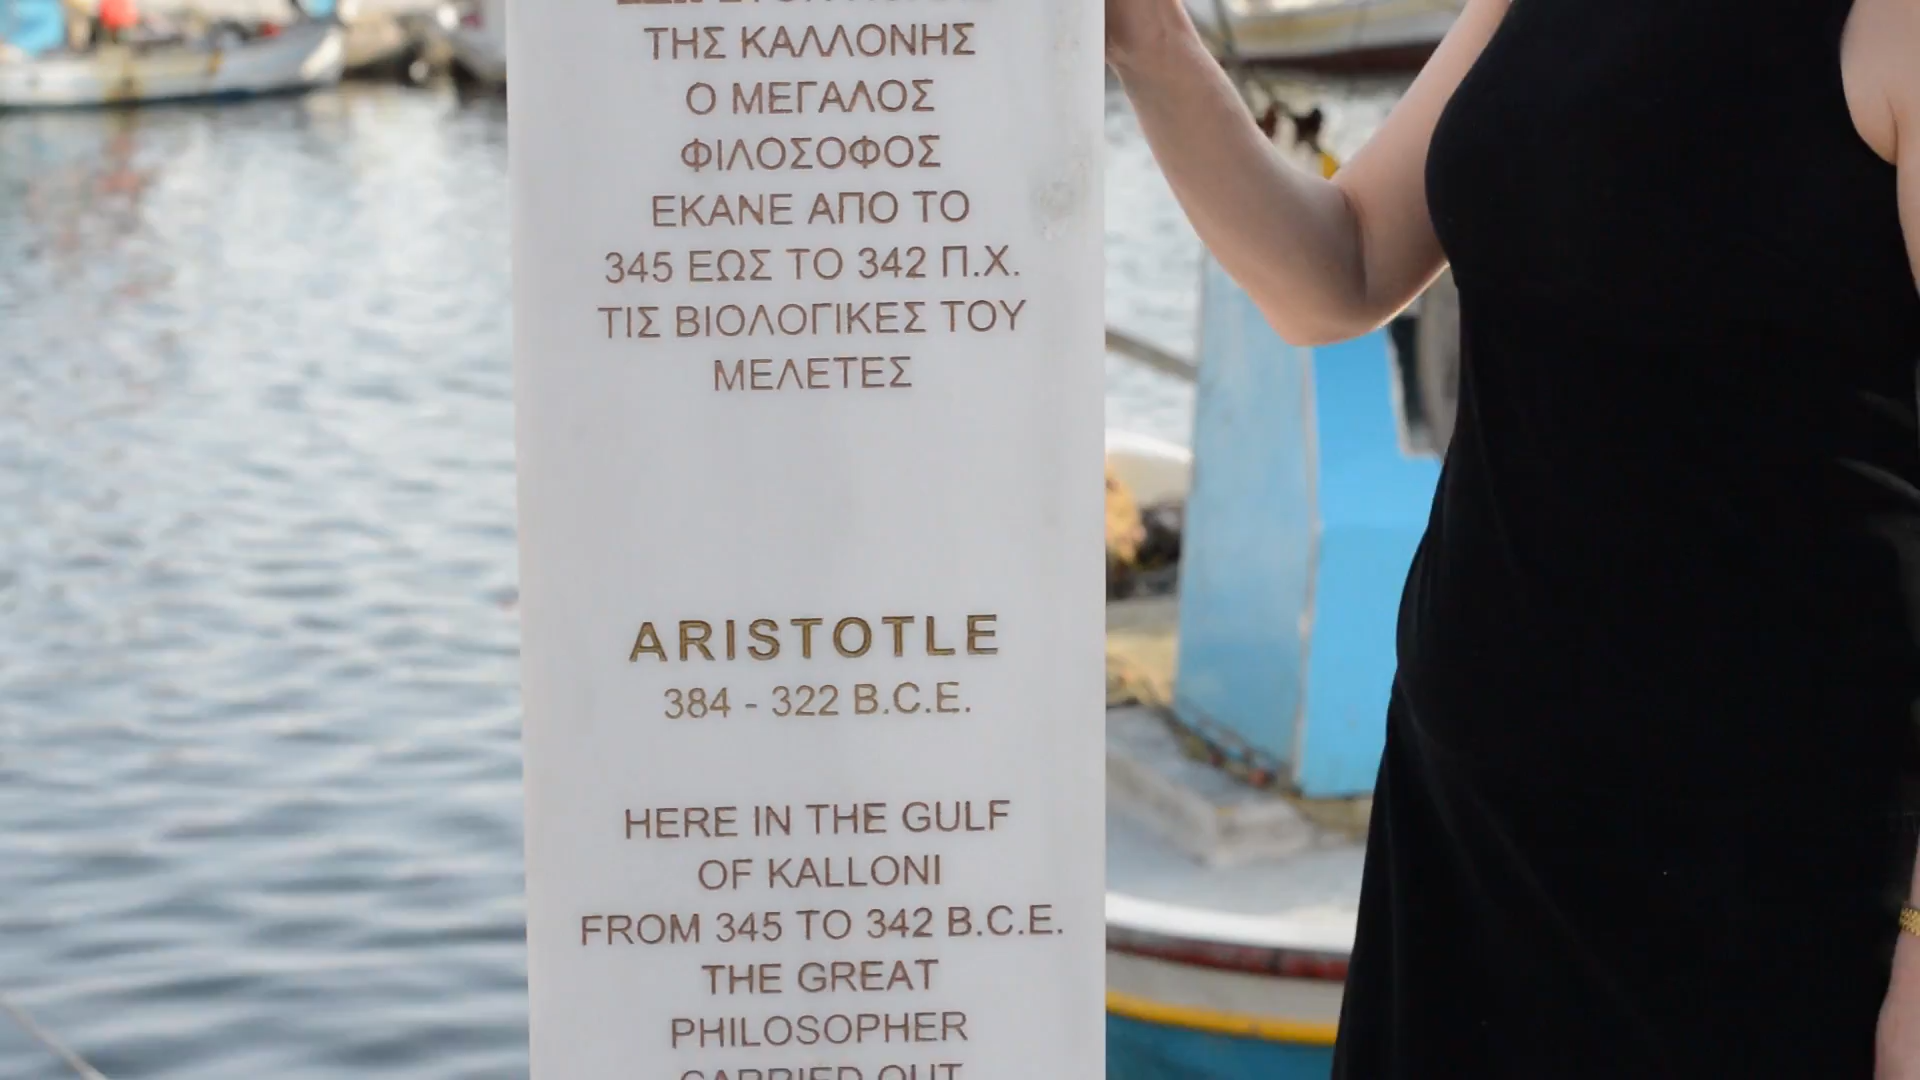 ΤΗΣ ΚΑΛΛΟΝΗΣ
Ο ΜΕΓΑΛΟΣ
ΦΙΛΟΣΟΦΟΣ
ΕΚΑΝΕ ΑΠΟ ΤΟ
345 ΕΩΣ ΤΟ 342 Π.Χ.
ΤΙΣ ΒΙΟΛΟΓΙΚΕΣ ΤΟΥ
ΜΕΛΕΤΕΣ
ARISTOTLE
384 - 322 B.C.E.
HERE IN THE GULF
OF KALLONI
FROM 345 TO 342 B.C.E.
THE GREAT
PHILOSOPHER
CARRIED OUT